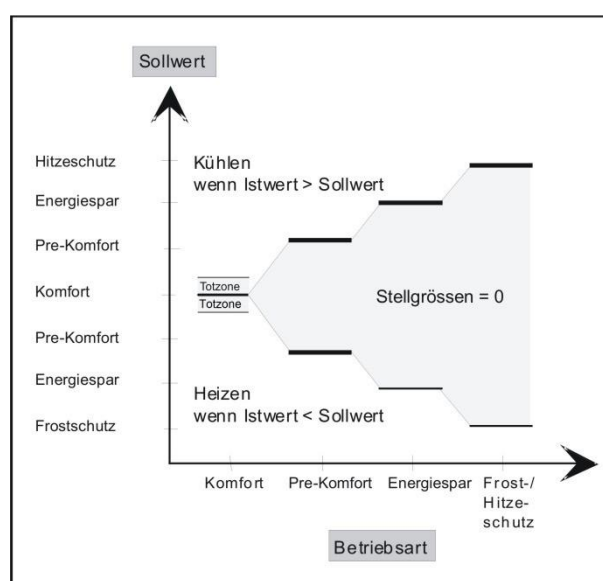 Sollwert
Hitzeschutz
Kühlen
wenn Istwert > Sollwert
Energiespar
Pre-Komfort
Totzone
Komfort
Totzone
Stellgrössen = 0
Pre-Komfort
Energiespar
Heizen
wenn Istwert < Sollwert
Frostschutz
Komfort
Pre-Komfort
Energiespar
Frost-/
Hitze-
schutz
Betriebsart